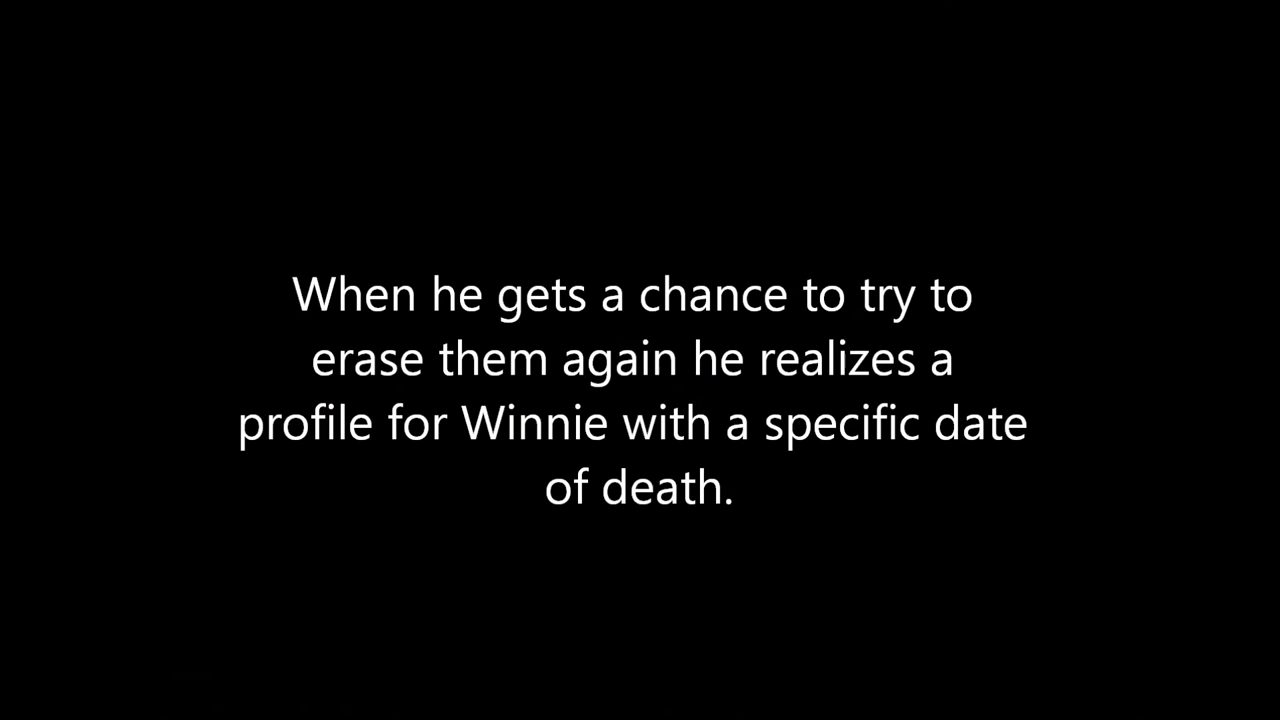 When he gets a chance to try to
erase them again he realizes a
profile for Winnie with a specific date
of death.